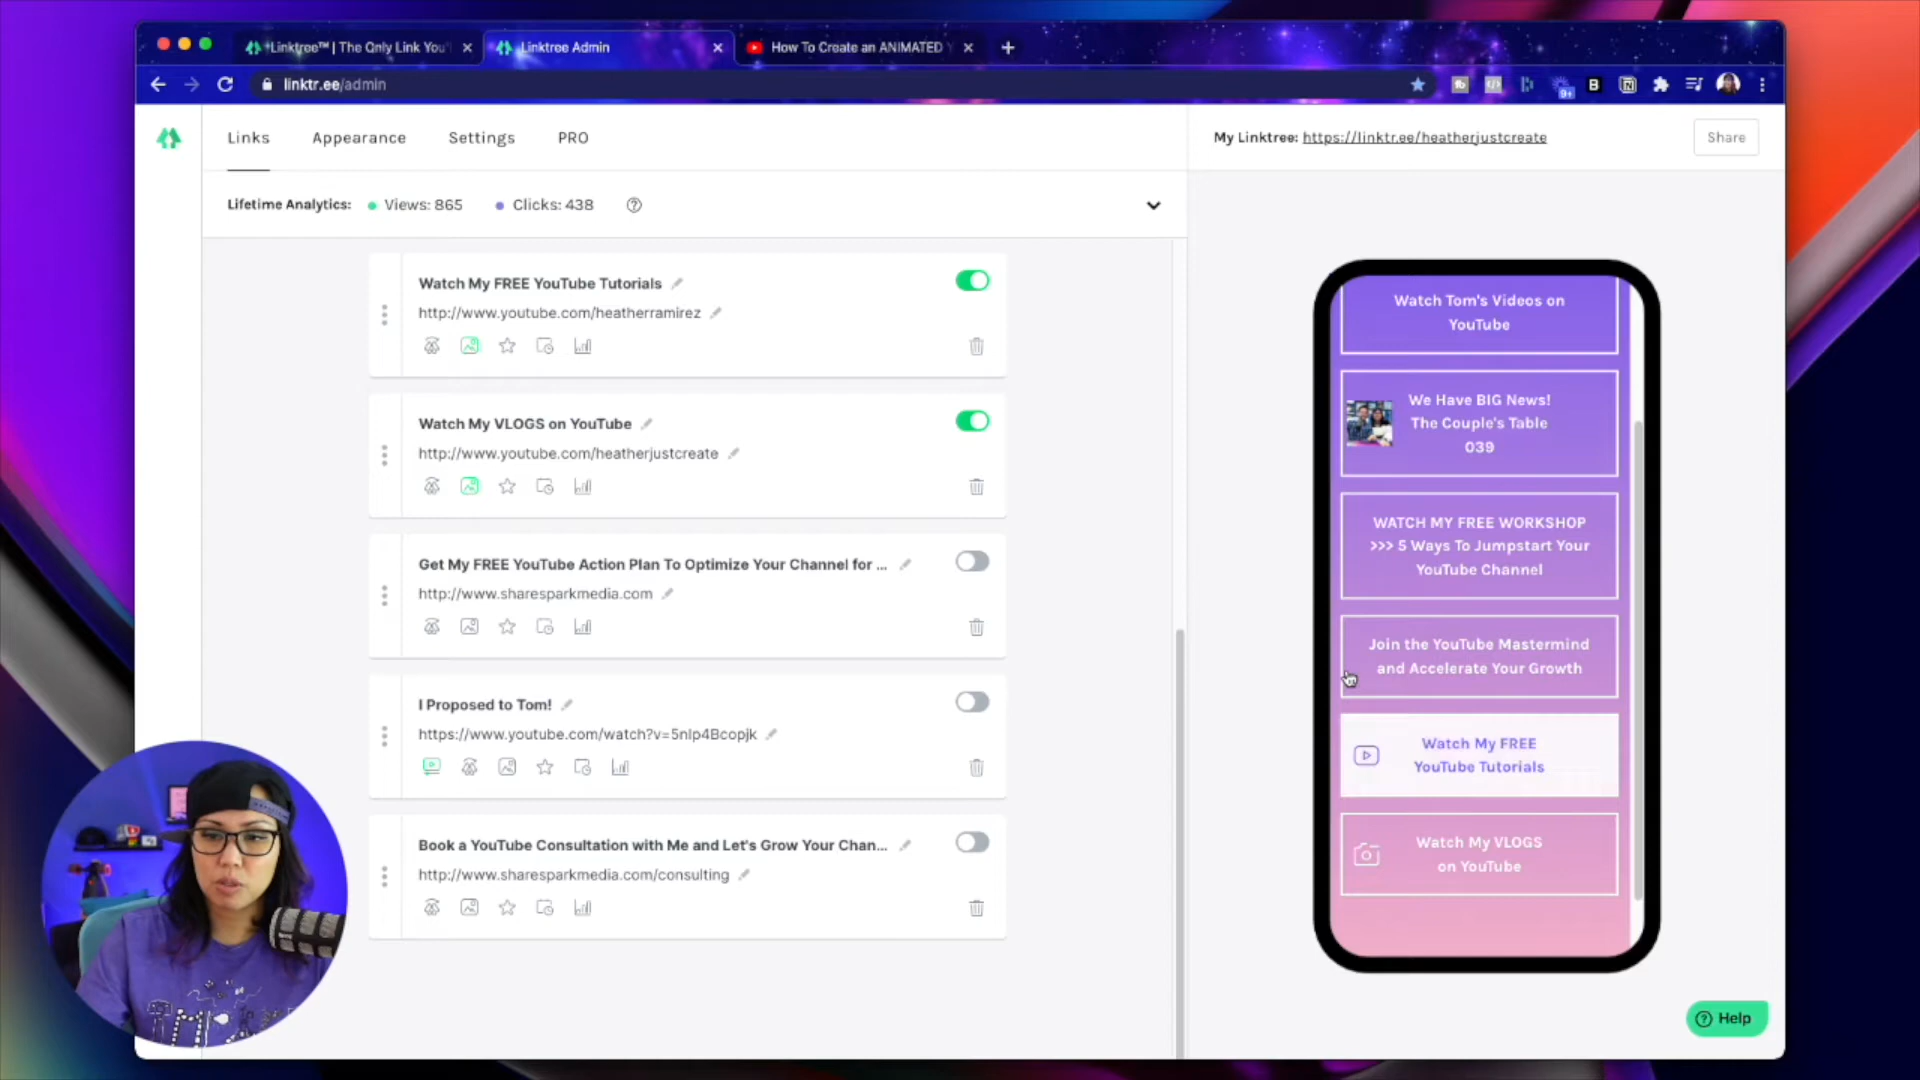 *Linktree™ | The Only Link You'
Linktree Admin
How To Create an ANIMATED Y
linktr.ee/admin
9+
B
Links
Appearance
Settings
PRO
My Linktree: https://linktr.ee/heatherjustcreate
Share
Lifetime Analytics:
Views: 865
Clicks: 438
Watch My FREE YouTube Tutorials
http://www.youtube.com/heatherramirez
Watch My VLOGS on YouTube
http://www.youtube.com/heatherjustcreate
Get My FREE YouTube Action Plan To Optimize Your Channel for ...
http://www.sharesparkmedia.com
I Proposed to Tom!
https://www.youtube.com/watch?v=5nIp4Bcopjk
Book a YouTube Consultation with Me and Let's Grow Your Chan...
http://www.sharesparkmedia.com/consulting
Watch Tom's Videos on
YouTube
We Have BIG News!
The Couple's Table
039
WATCH MY FREE WORKSHOP
>>> 5 Ways To Jumpstart Your
YouTube Channel
Join the YouTube Mastermind
and Accelerate Your Growth
Watch My FREE
YouTube Tutorials
Watch My VLOGS
on YouTube
Help